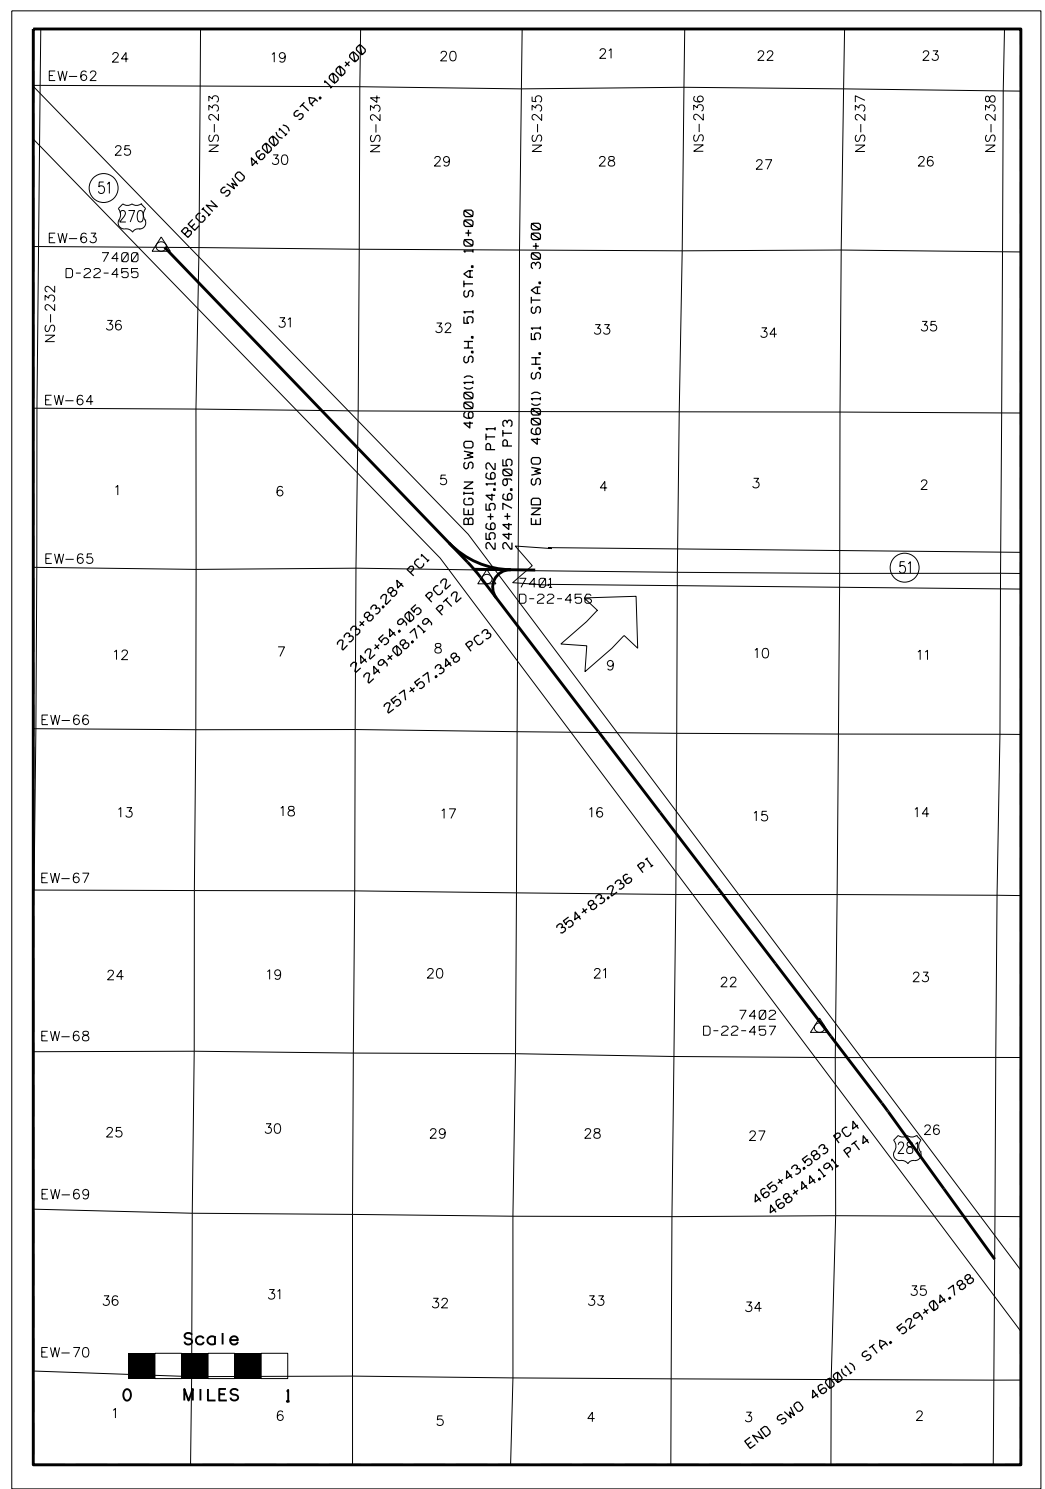 24
19
20
21
22
23
EW-62
BEGIN SWO 4600(1) STA. 100+00
NS-233
NS-234
NS-235
NS-236
NS-237
NS-238
25
30
29
28
27
26
51
270
EW-63
7400
D-22-455
NS-232
36
31
32
33
34
35
BEGIN SWO 4600(1) S.H. 51 STA. 10+00
END SWO 4600(1) S.H. 51 STA. 30+00
EW-64
256+54.162 PT1
244+76.905 PT3
1
6
5
4
3
2
EW-65
51
7401
D-22-456
233+83.284 PC1
242+54.905 PC2
249+08.719 PT2
257+57.348 PC3
12
7
8
9
10
11
EW-66
13
18
17
16
15
14
EW-67
354+83.236 PI
24
19
20
21
22
23
7402
D-22-457
EW-68
25
30
29
28
27
26
281
465+43.583 PC4
468+44.191 PT4
EW-69
36
31
32
33
34
35
END SWO 4600(1) STA. 529+04.788
Scale
EW-70
0 MILES 1
1
6
5
4
3
2